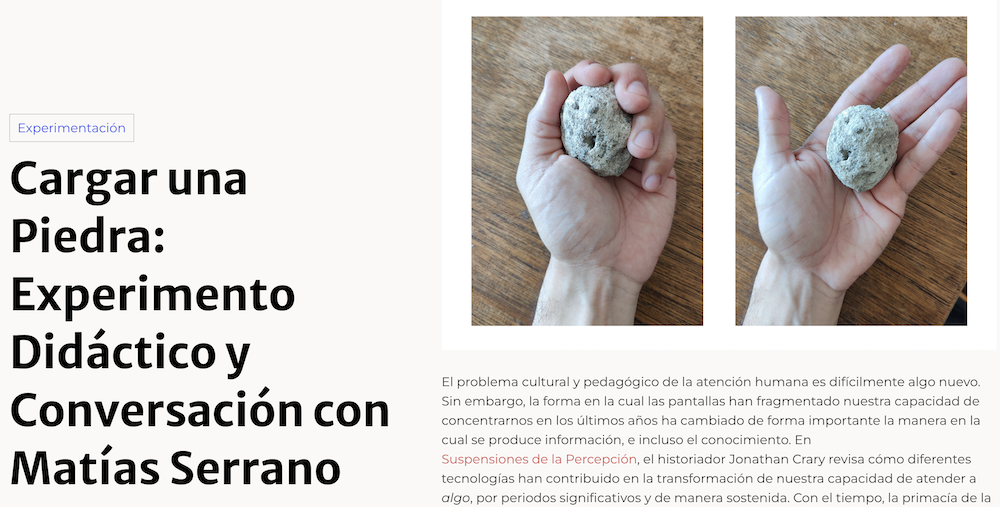 Experimentación
Cargar una
Piedra:
Experimento
Didáctico y
Conversación con
Matías Serrano
El problema cultural y pedagógico de la atención humana es difícilmente algo nuevo.
Sin embargo, la forma en la cual las pantallas han fragmentado nuestra capacidad de
concentrarnos en los últimos años ha cambiado de forma importante la manera en la
cual se produce información, e incluso el conocimiento. En
Suspensiones de la Percepción, el historiador Jonathan Crary revisa cómo diferentes
tecnologías han contribuido en la transformación de nuestra capacidad de atender a
algo, por periodos significativos y de manera sostenida. Con el tiempo, la primacía de la